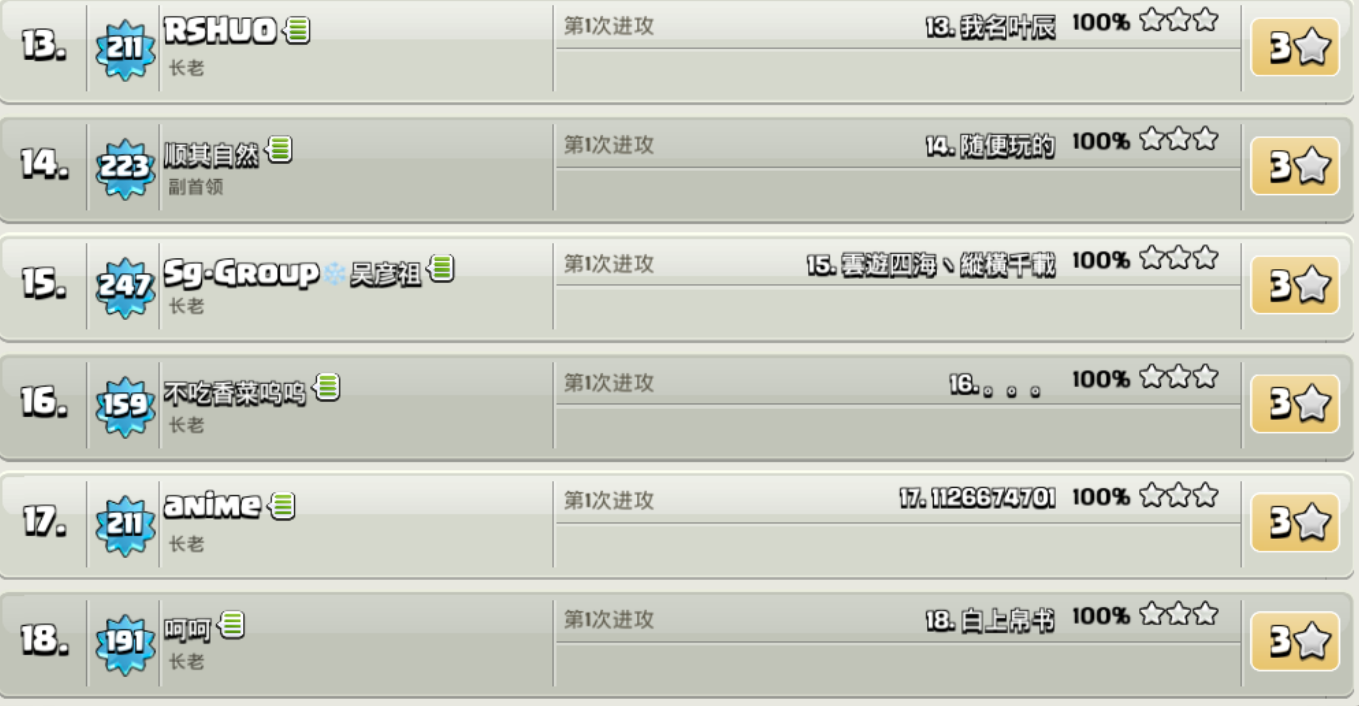 13. 211 RSHUO 第1次进攻 13. 我名叶辰 100% 3
长老
14. 223 顺其自然 第1次进攻 14. 随便玩的 100% 3
副首领
15. 247 Sg·Group❄吴彦祖 第1次进攻 15. 雲遊四海丶縱橫千載 100% 3
长老
16. 159 不吃香菜呜呜 第1次进攻 16. 。。。 100% 3
长老
17. 211 anime 第1次进攻 17. 1126674701 100% 3
长老
18. 191 呵呵 第1次进攻 18. 白上帛书 100% 3
长老